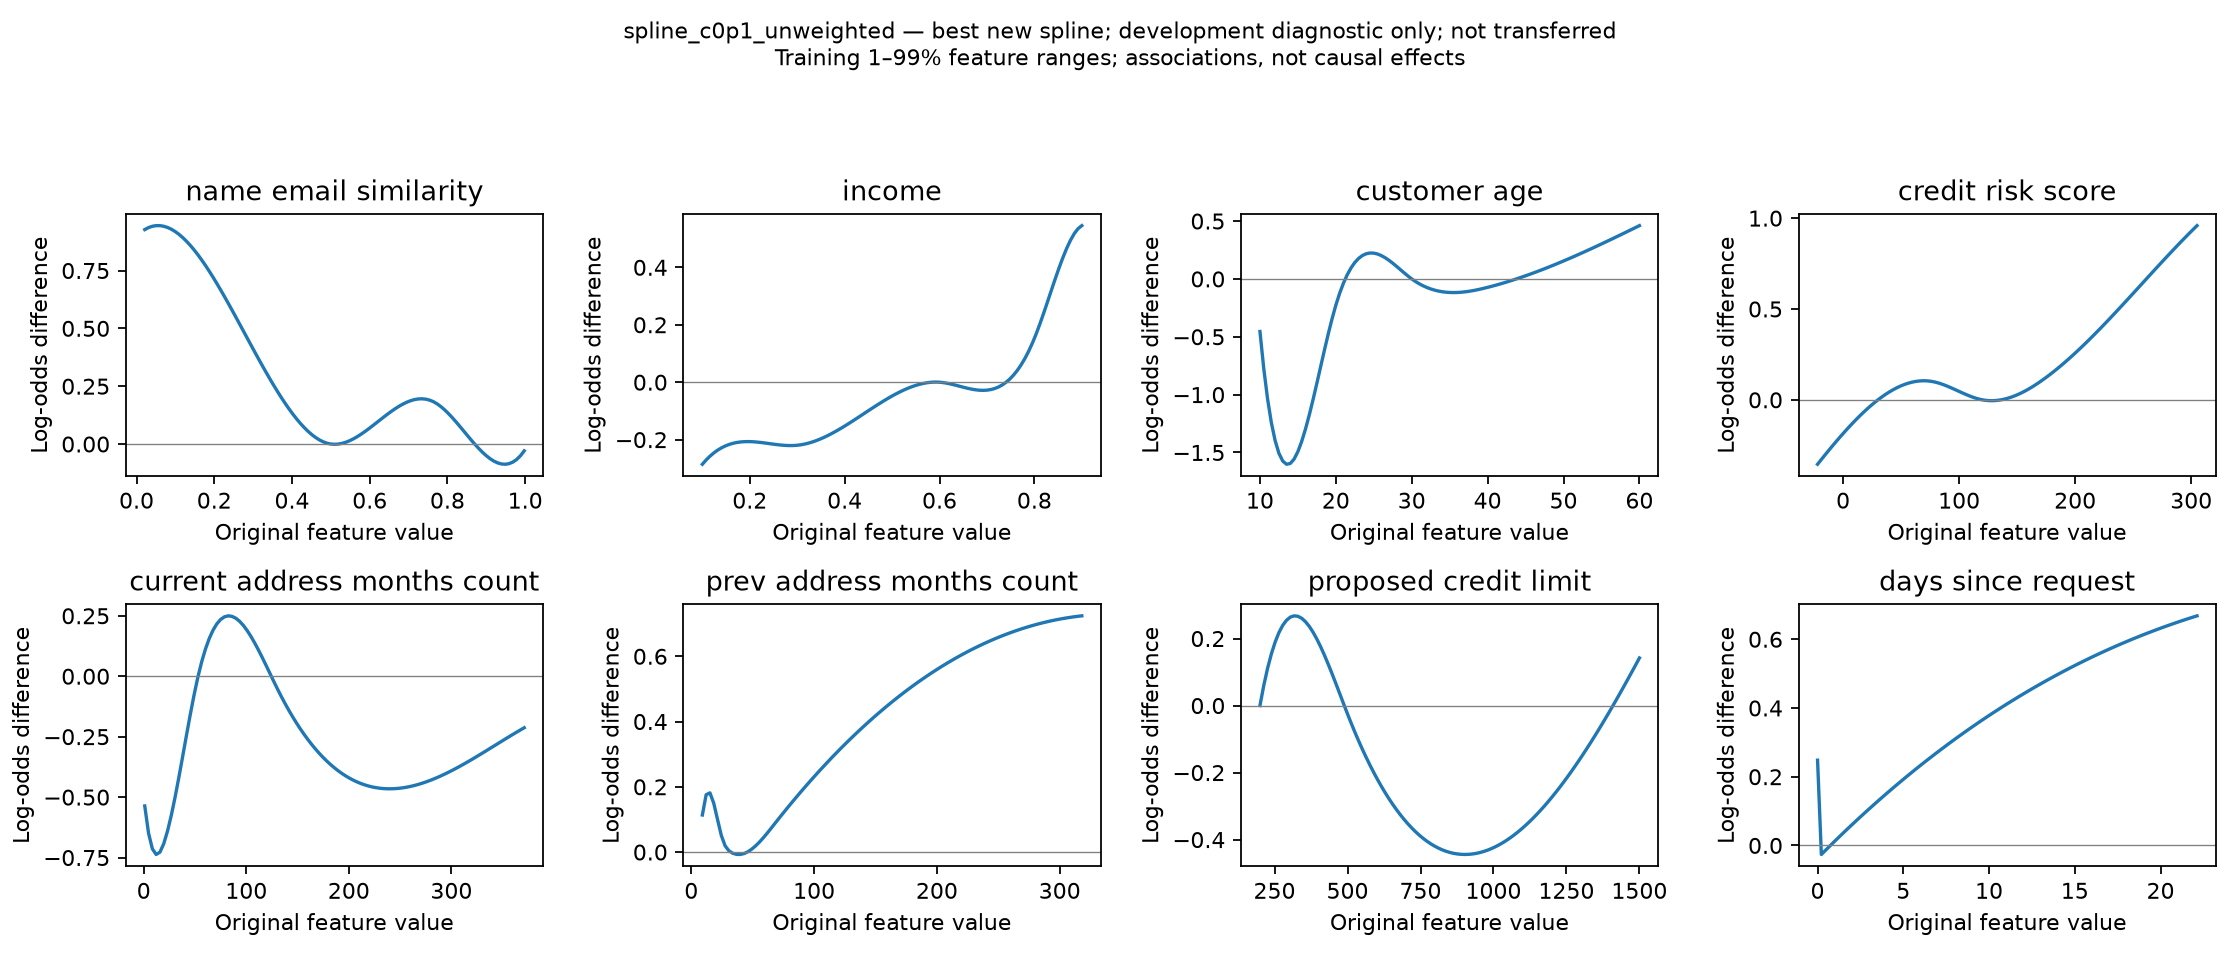 spline_c0p1_unweighted — best new spline; development diagnostic only; not transferred
Training 1–99% feature ranges; associations, not causal effects
name email similarity
Log-odds difference
0.75
0.50
0.25
0.00
0.0 0.2 0.4 0.6 0.8 1.0
Original feature value
income
Log-odds difference
0.4
0.2
0.0
−0.2
0.2 0.4 0.6 0.8
Original feature value
customer age
Log-odds difference
0.5
0.0
−0.5
−1.0
−1.5
10 20 30 40 50 60
Original feature value
credit risk score
Log-odds difference
1.0
0.5
0.0
0 100 200 300
Original feature value
current address months count
Log-odds difference
0.25
0.00
−0.25
−0.50
−0.75
0 100 200 300
Original feature value
prev address months count
Log-odds difference
0.6
0.4
0.2
0.0
0 100 200 300
Original feature value
proposed credit limit
Log-odds difference
0.2
0.0
−0.2
−0.4
250 500 750 1000 1250 1500
Original feature value
days since request
Log-odds difference
0.6
0.4
0.2
0.0
0 5 10 15 20
Original feature value